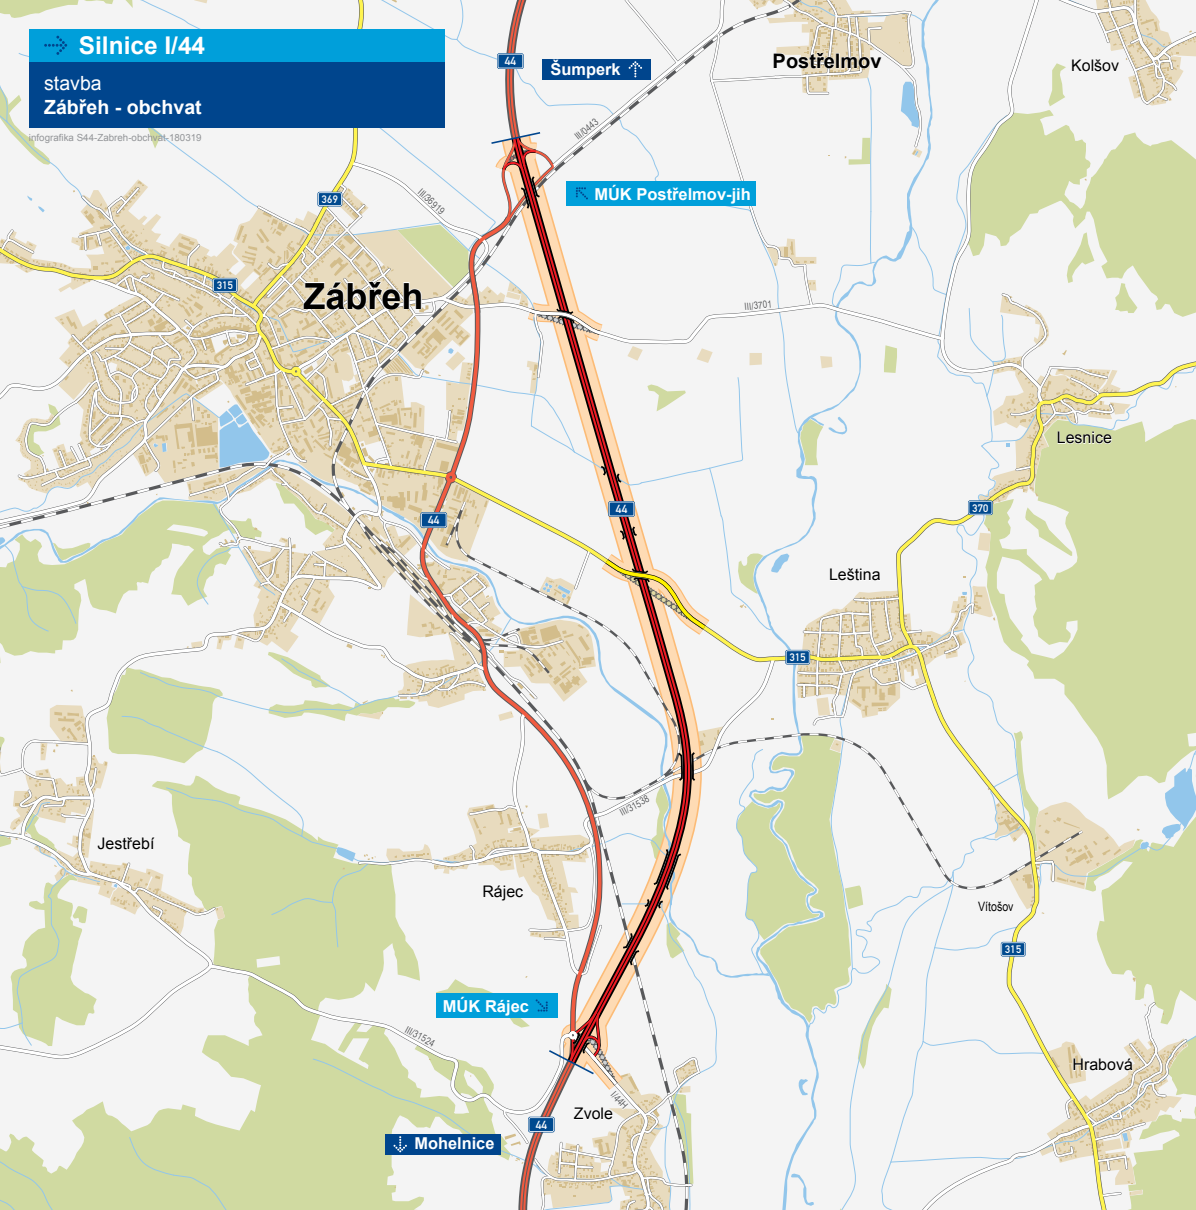 Silnice I/44
stavba
Zábřeh - obchvat
infografika S44-Zabreh-obchvat-180319
44
Šumperk
Postřelmov
Kolšov
III/0443
MÚK Postřelmov-jih
III/36919
369
315
Zábřeh
III/3701
Lesnice
44
44
370
Leština
315
III/31538
Jestřebí
Rájec
Vítošov
315
MÚK Rájec
III/31524
Hrabová
I/44H
Zvole
44
Mohelnice